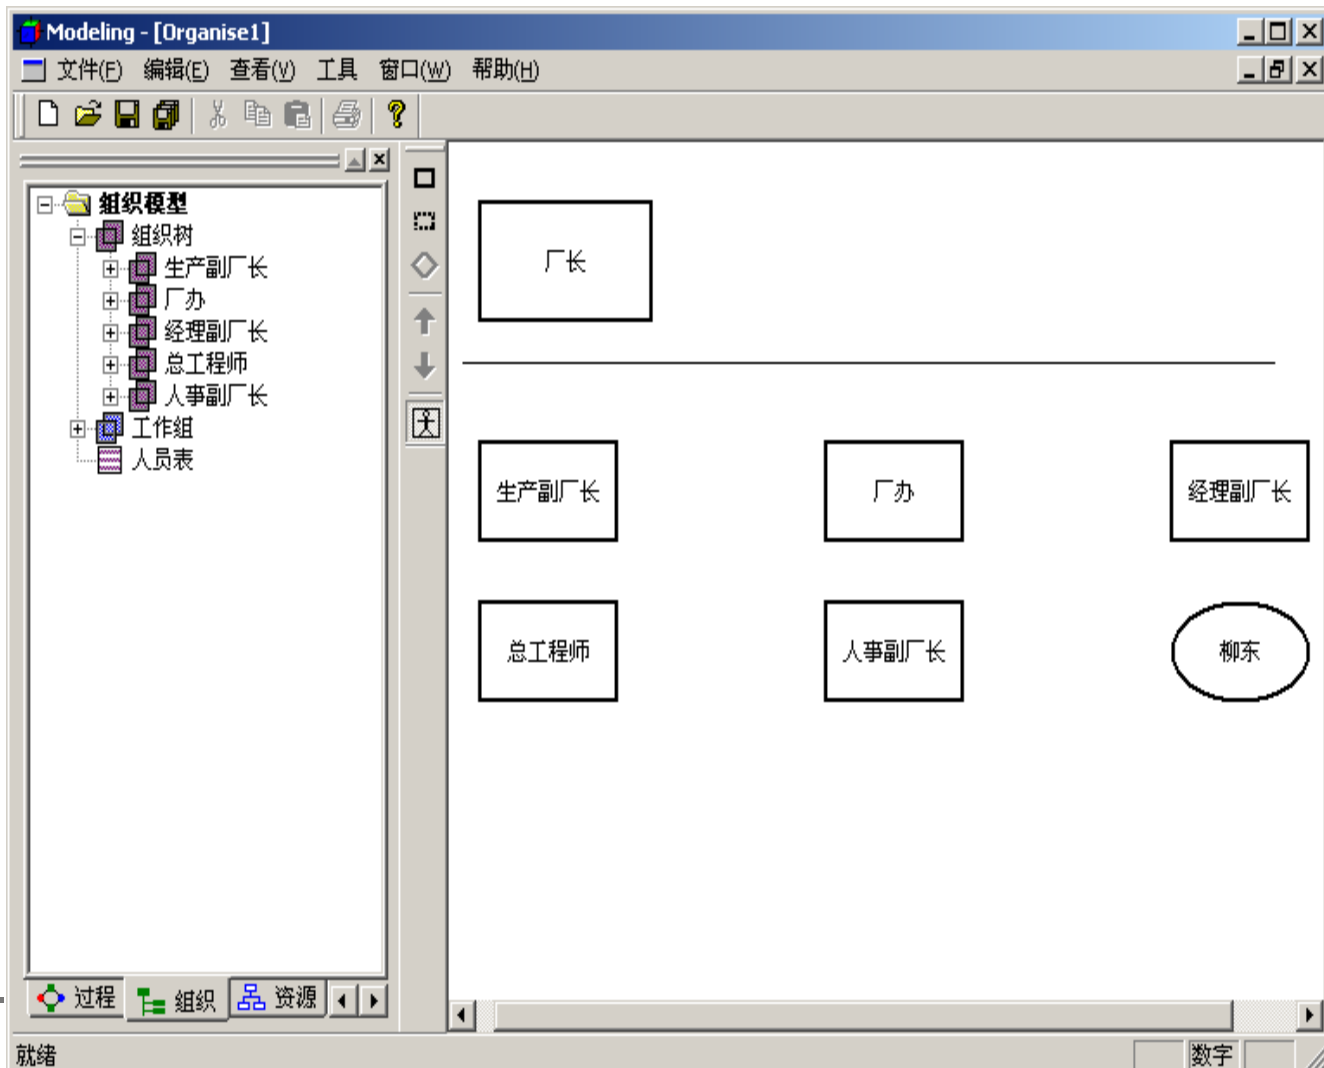 Modeling - [Organise1]
文件(F) 编辑(E) 查看(V) 工具 窗口(W) 帮助(H)
组织模型
组织树
生产副厂长
厂办
经理副厂长
总工程师
人事副厂长
工作组
人员表
过程 组织 资源
厂长
生产副厂长 厂办 经理副厂长
总工程师 人事副厂长 柳东
就绪 数字